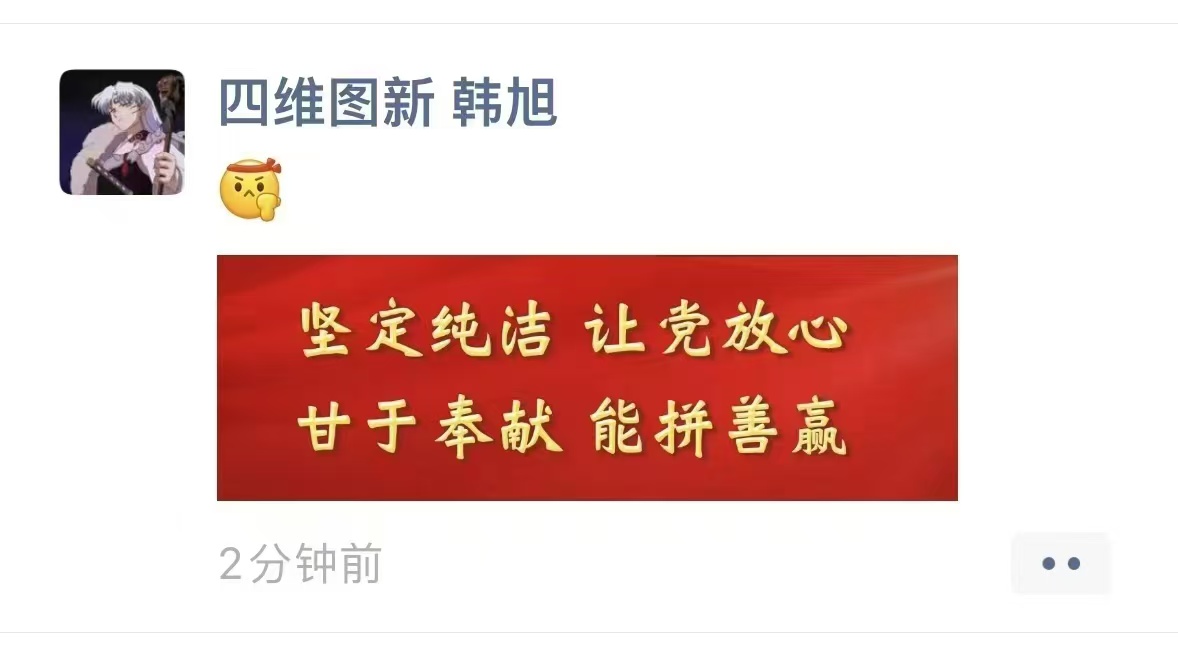 四维图新 韩旭
坚定纯洁 让党放心
甘于奉献 能拼善赢
2分钟前